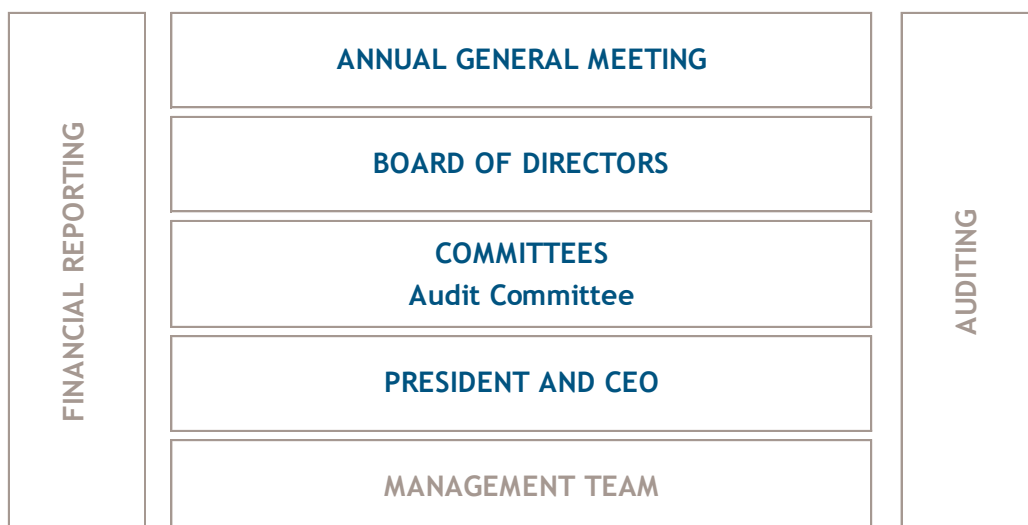 FINANCIAL REPORTING
ANNUAL GENERAL MEETING
BOARD OF DIRECTORS
COMMITTEES
Audit Committee
PRESIDENT AND CEO
MANAGEMENT TEAM
AUDITING